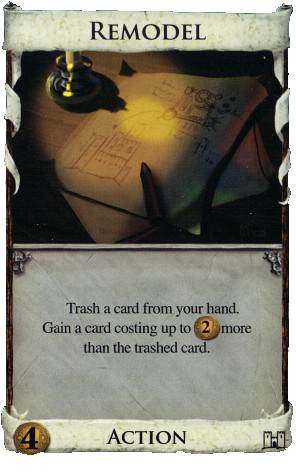 REMODEL
Trash a card from your hand.
Gain a card costing up to 2 more
than the trashed card.
4 ACTION